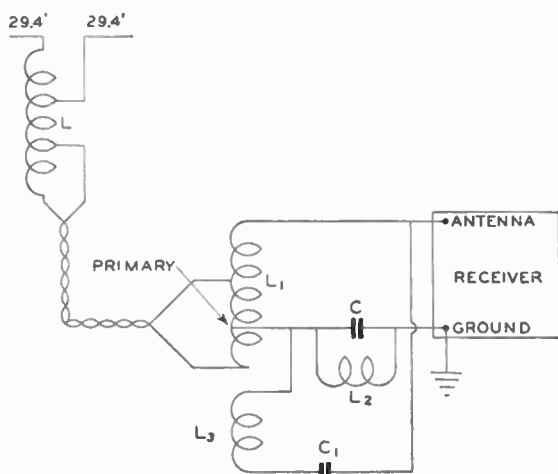 29.4' 29.4'
L
ANTENNA
PRIMARY
L1
RECEIVER
C
GROUND
L2
L3
C1